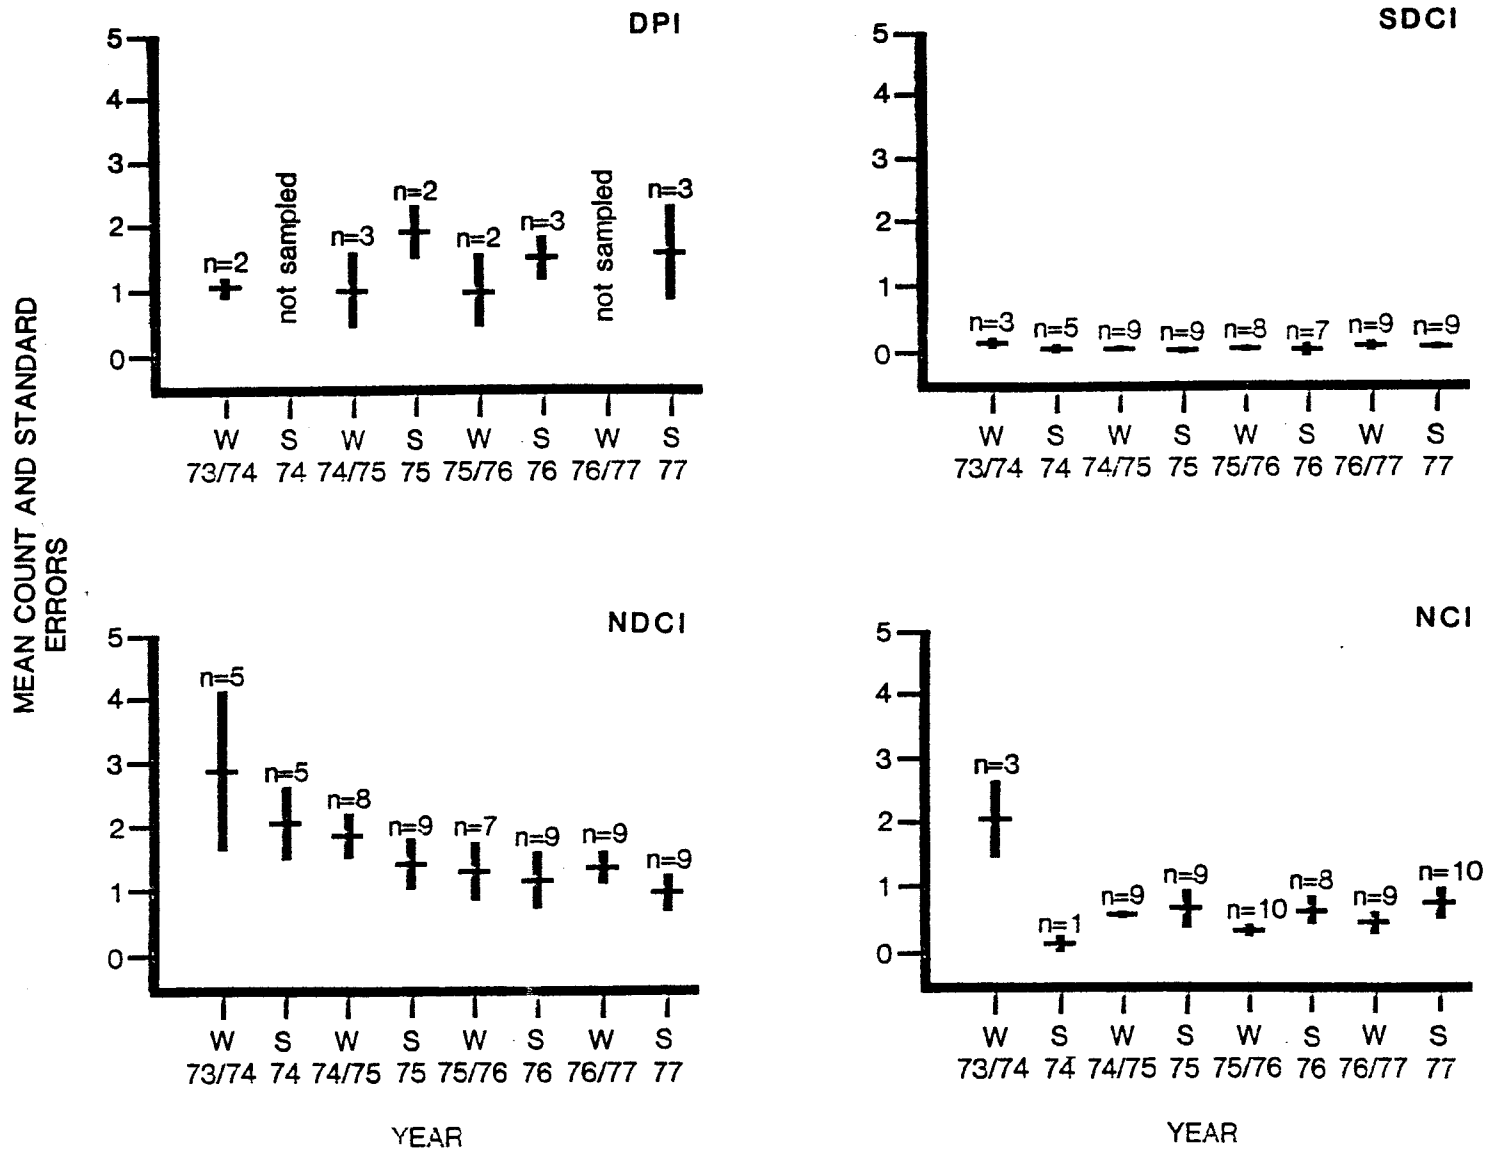 MEAN COUNT AND STANDARD
ERRORS
DPI
5
4
3
2
1
0
n=2
not sampled
n=3
n=2
n=2
n=3
not sampled
n=3
W S W S W S W S
73/74 74 74/75 75 75/76 76 76/77 77
SDCI
5
4
3
2
1
0
n=3 n=5 n=9 n=9 n=8 n=7 n=9 n=9
W S W S W S W S
73/74 74 74/75 75 75/76 76 76/77 77
NDCI
5
4
3
2
1
0
n=5
n=5
n=8
n=9
n=7
n=9
n=9
n=9
W S W S W S W S
73/74 74 74/75 75 75/76 76 76/77 77
YEAR
NCI
5
4
3
2
1
0
n=3
n=1
n=9
n=9
n=10
n=8
n=9
n=10
W S W S W S W S
73/74 74 74/75 75 75/76 76 76/77 77
YEAR